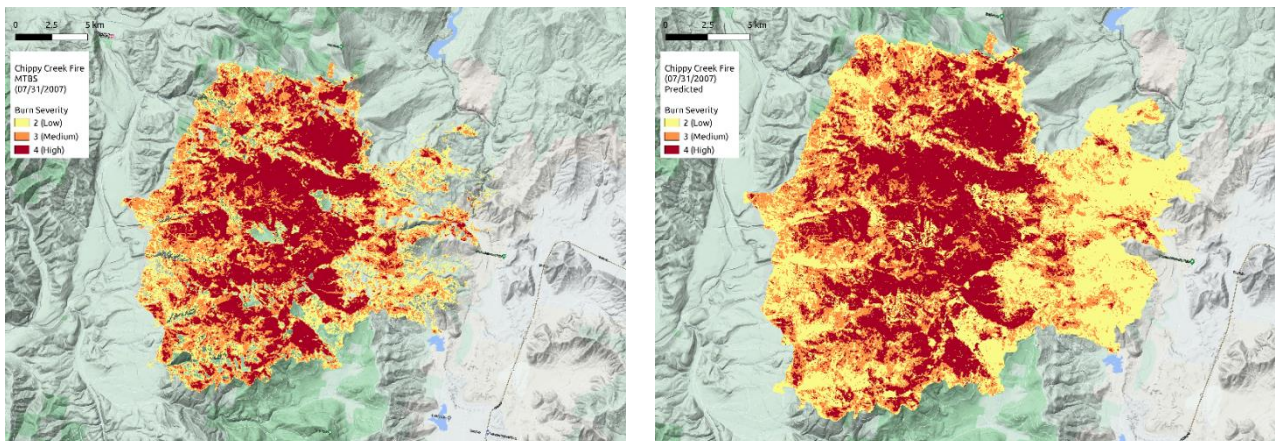 0 2.5 5 km
Chippy Creek Fire
MTBS
(07/31/2007)
Burn Severity
2 (Low)
3 (Medium)
4 (High)
0 2.5 5 km
Chippy Creek Fire
(07/31/2007)
Predicted
Burn Severity
2 (Low)
3 (Medium)
4 (High)